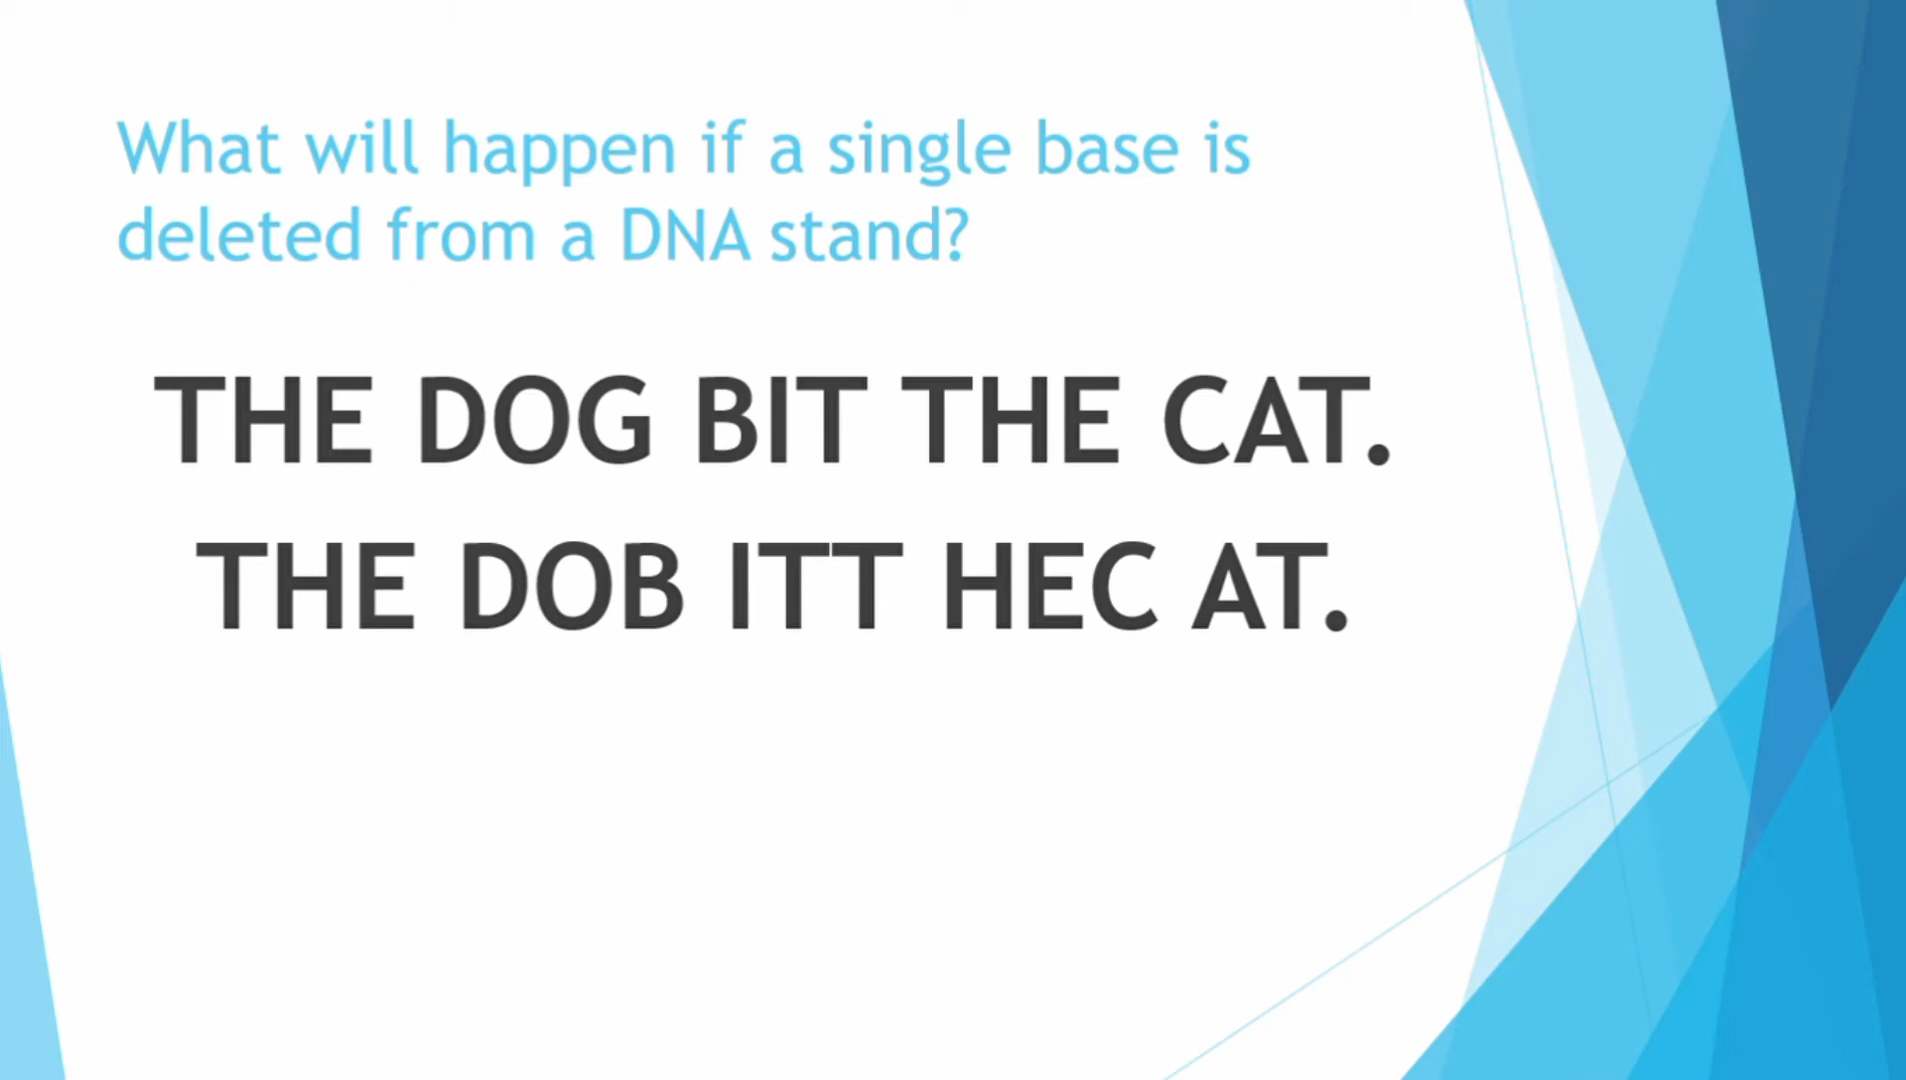 What will happen if a single base is
deleted from a DNA stand?
THE DOG BIT THE CAT.
THE DOB ITT HEC AT.